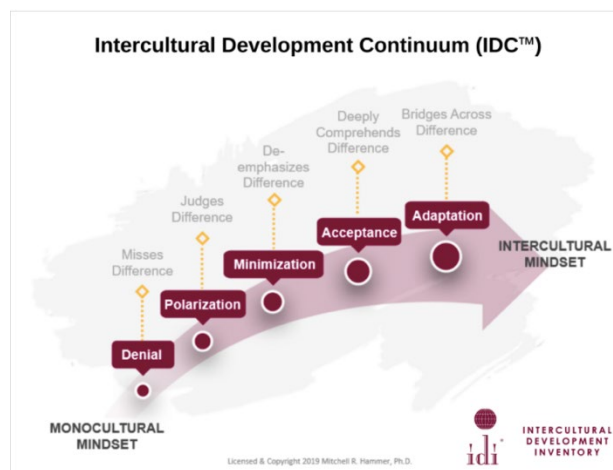 Intercultural Development Continuum (IDC™)
Misses
Difference
Judges
Difference
De-
emphasizes
Difference
Deeply
Comprehends
Difference
Bridges Across
Difference
Denial
Polarization
Minimization
Acceptance
Adaptation
MONOCULTURAL
MINDSET
INTERCULTURAL
MINDSET
Licensed & Copyright 2019 Mitchell R. Hammer, Ph.D.
idi®
INTERCULTURAL
DEVELOPMENT
INVENTORY